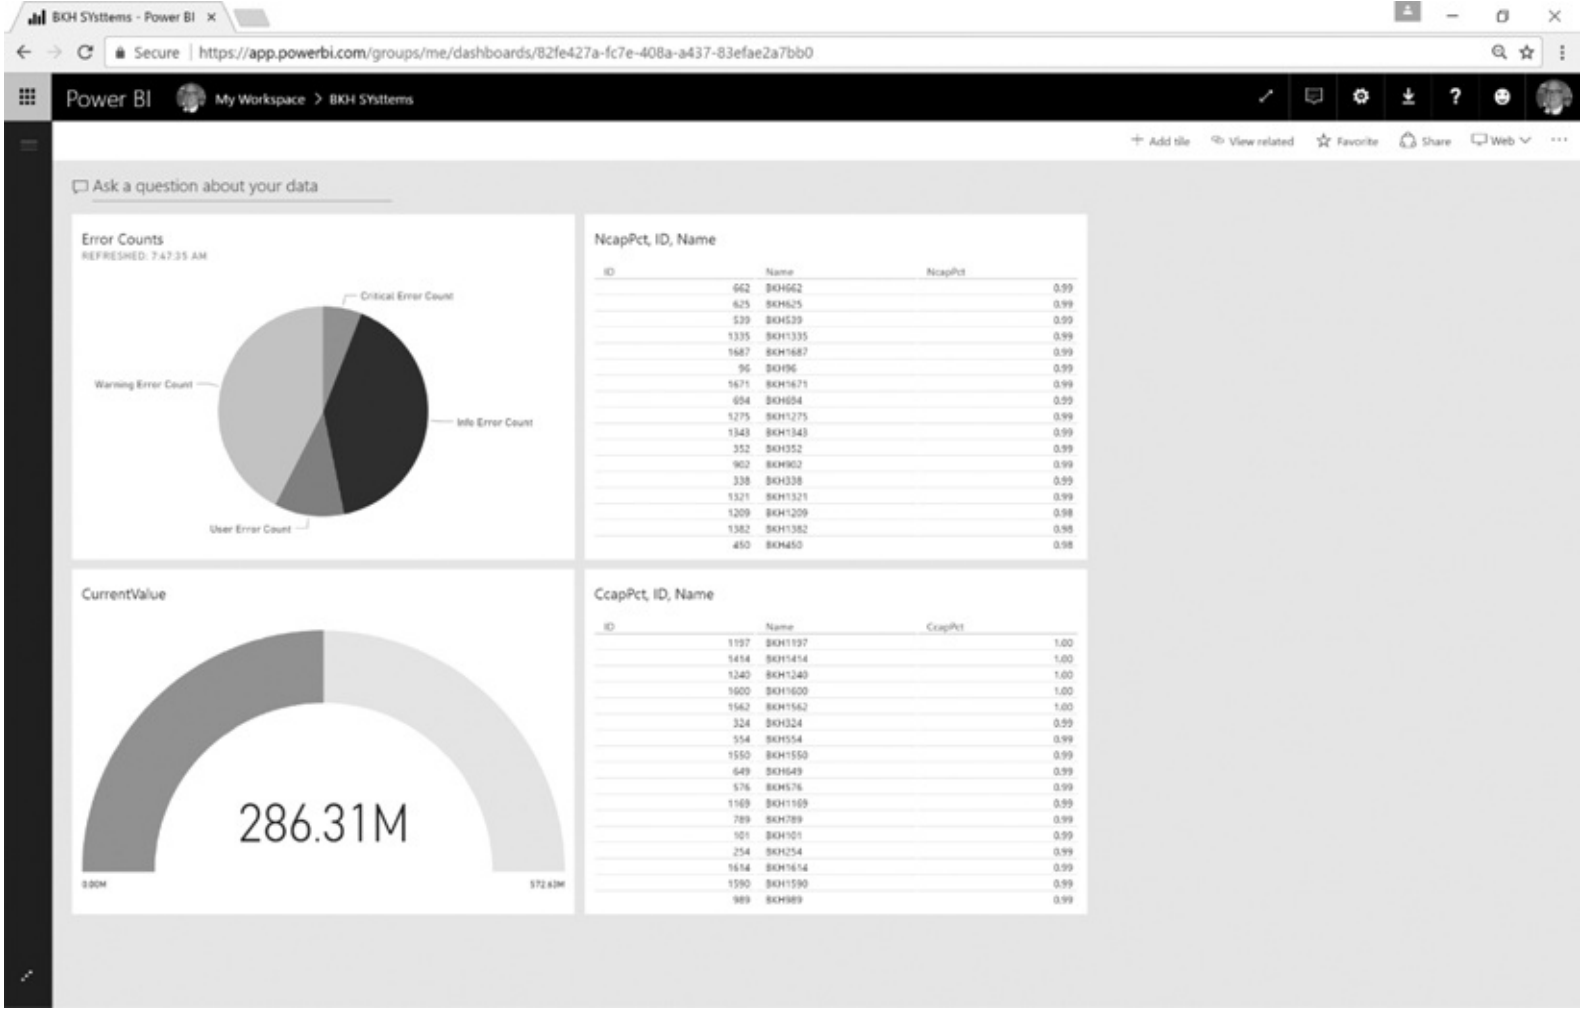 BKH SYsttems - Power BI
Secure | https://app.powerbi.com/groups/me/dashboards/82fe427a-fc7e-408a-a437-83efae2a7bb0
Power BI My Workspace > BKH SYsttems
+ Add tile View related Favorite Share Web
Ask a question about your data
Error Counts
REFRESHED: 7:47:35 AM
Critical Error Count
Warning Error Count
Info Error Count
User Error Count
NcapPct, ID, Name
ID Name NcapPct
662 BKH662 0.99
625 BKH625 0.99
539 BKH539 0.99
1335 BKH1335 0.99
1687 BKH1687 0.99
96 BKH96 0.99
1671 BKH1671 0.99
694 BKH694 0.99
1275 BKH1275 0.99
1343 BKH1343 0.99
352 BKH352 0.99
902 BKH902 0.99
338 BKH338 0.99
1321 BKH1321 0.99
1209 BKH1209 0.98
1382 BKH1382 0.98
450 BKH450 0.98
CurrentValue
286.31M
0.00M 572.63M
CcapPct, ID, Name
ID Name CcapPct
1197 BKH1197 1.00
1414 BKH1414 1.00
1240 BKH1240 1.00
1600 BKH1600 1.00
1562 BKH1562 1.00
324 BKH324 0.99
554 BKH554 0.99
1550 BKH1550 0.99
649 BKH649 0.99
576 BKH576 0.99
1169 BKH1169 0.99
789 BKH789 0.99
101 BKH101 0.99
254 BKH254 0.99
1614 BKH1614 0.99
1590 BKH1590 0.99
989 BKH989 0.99